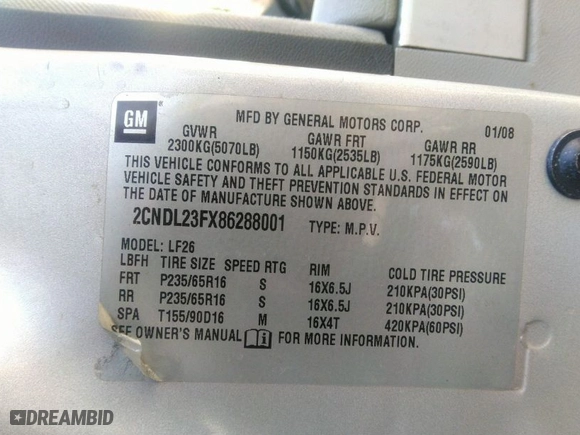 GM
MFD BY GENERAL MOTORS CORP. 01/08
GVWR GAWR FRT GAWR RR
2300KG(5070LB) 1150KG(2535LB) 1175KG(2590LB)
THIS VEHICLE CONFORMS TO ALL APPLICABLE U.S. FEDERAL MOTOR
VEHICLE SAFETY AND THEFT PREVENTION STANDARDS IN EFFECT ON
THE DATE OF MANUFACTURE SHOWN ABOVE.
2CNDL23FX86288001 TYPE: M.P.V.
MODEL: LF26
LBFH TIRE SIZE SPEED RTG RIM COLD TIRE PRESSURE
FRT P235/65R16 S 16X6.5J 210KPA(30PSI)
RR P235/65R16 S 16X6.5J 210KPA(30PSI)
SPA T155/90D16 M 16X4T 420KPA(60PSI)
SEE OWNER'S MANUAL FOR MORE INFORMATION.
DREAMBID